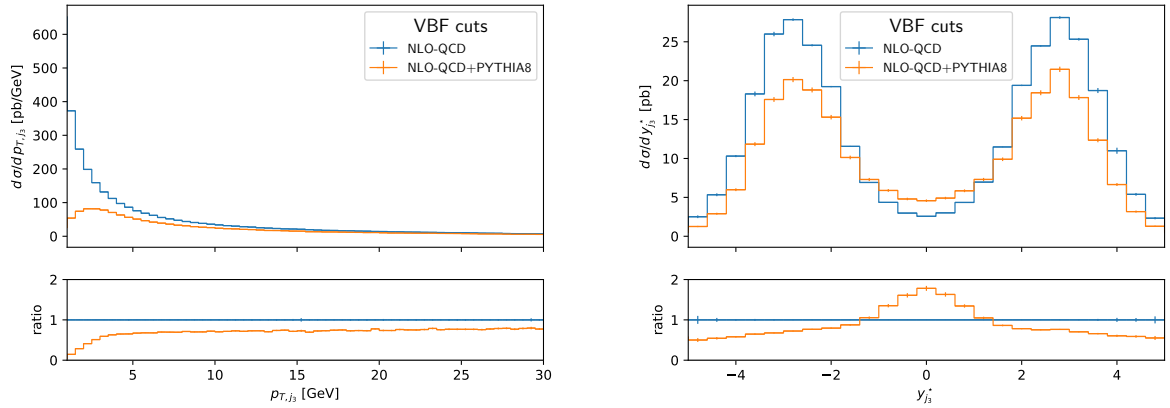 VBF cuts
NLO-QCD
NLO-QCD+PYTHIA8
dσ/dp_{T,j_3} [pb/GeV]
600
500
400
300
200
100
0
ratio
2
1
0
5 10 15 20 25 30
p_{T,j_3} [GeV]
VBF cuts
NLO-QCD
NLO-QCD+PYTHIA8
dσ/dy^⋆_{j_3} [pb]
25
20
15
10
5
0
ratio
2
1
0
−4 −2 0 2 4
y^⋆_{j_3}